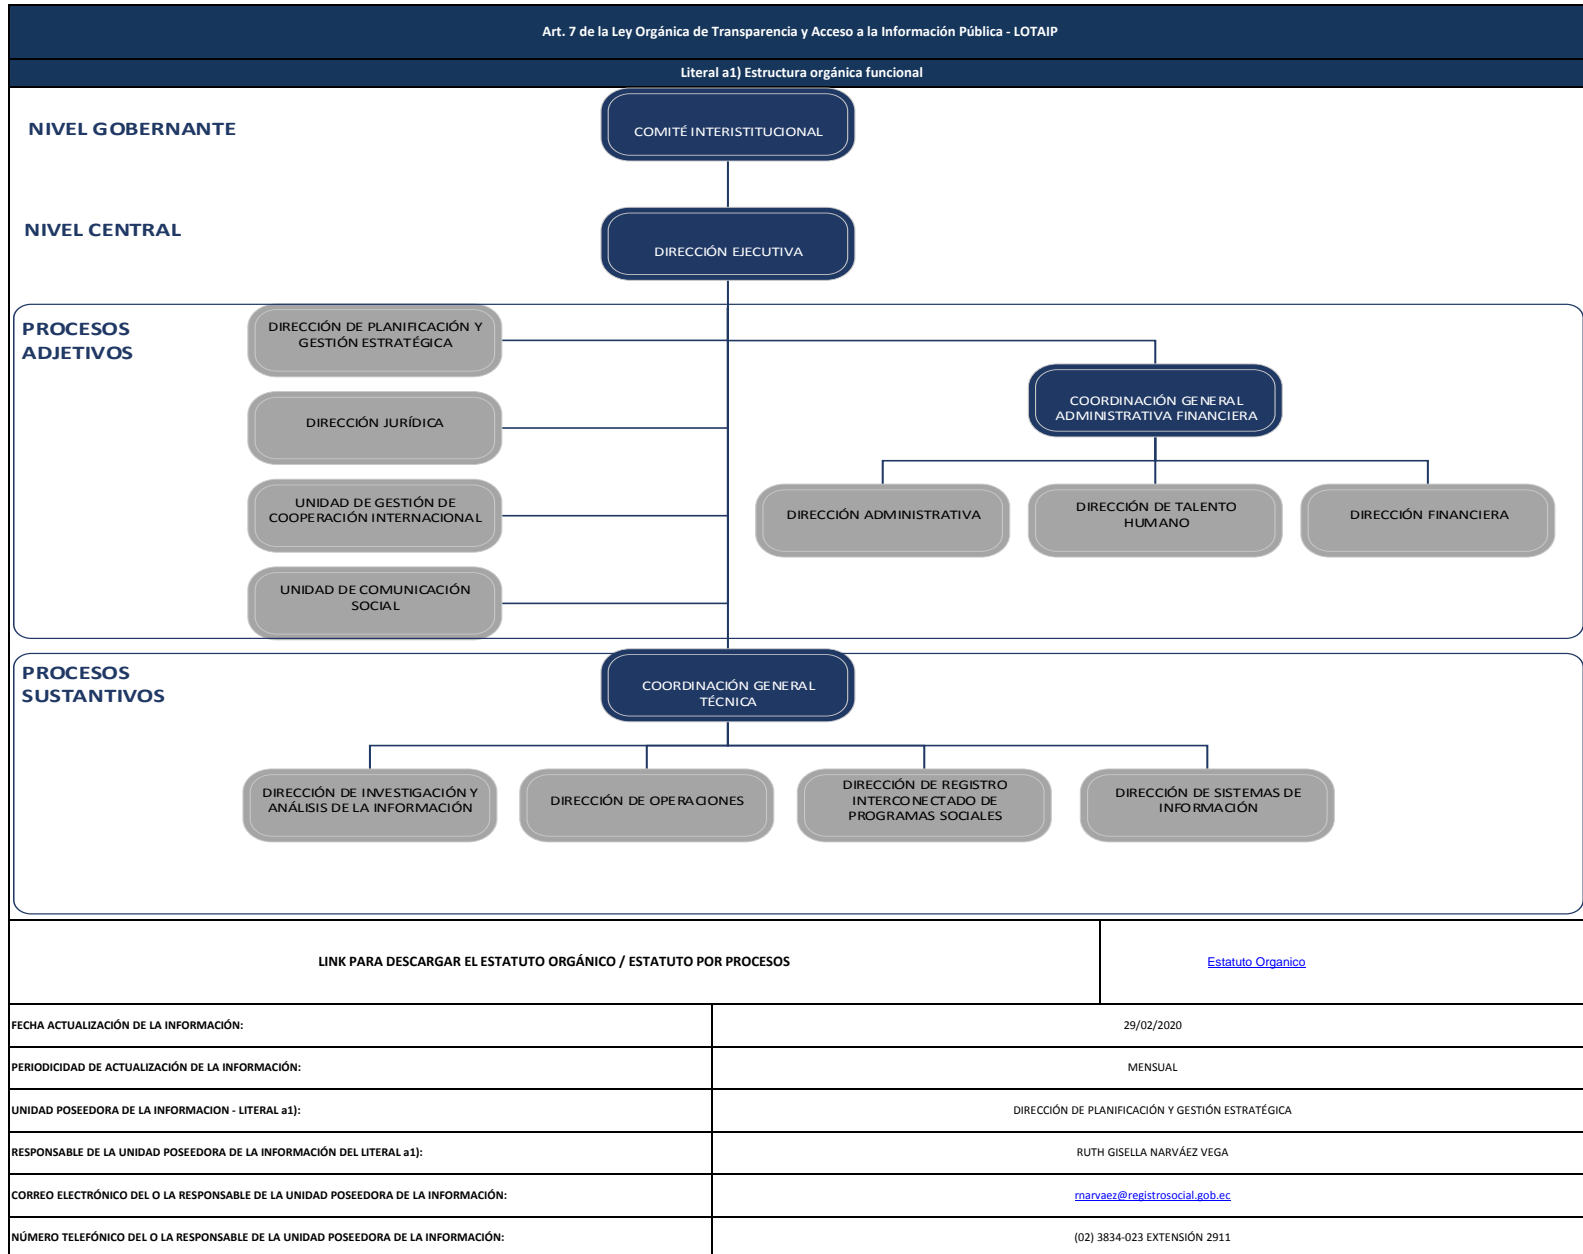 Art. 7 de la Ley Orgánica de Transparencia y Acceso a la Información Pública - LOTAIP
Literal a1) Estructura orgánica funcional
NIVEL GOBERNANTE
COMITÉ INTERISTITUCIONAL
NIVEL CENTRAL
DIRECCIÓN EJECUTIVA
PROCESOS
ADJETIVOS
DIRECCIÓN DE PLANIFICACIÓN Y
GESTIÓN ESTRATÉGICA
DIRECCIÓN JURÍDICA
UNIDAD DE GESTIÓN DE
COOPERACIÓN INTERNACIONAL
UNIDAD DE COMUNICACIÓN
SOCIAL
COORDINACIÓN GENERAL
ADMINISTRATIVA FINANCIERA
DIRECCIÓN ADMINISTRATIVA
DIRECCIÓN DE TALENTO
HUMANO
DIRECCIÓN FINANCIERA
PROCESOS
SUSTANTIVOS
COORDINACIÓN GENERAL
TÉCNICA
DIRECCIÓN DE INVESTIGACIÓN Y
ANÁLISIS DE LA INFORMACIÓN
DIRECCIÓN DE OPERACIONES
DIRECCIÓN DE REGISTRO
INTERCONECTADO DE
PROGRAMAS SOCIALES
DIRECCIÓN DE SISTEMAS DE
INFORMACIÓN
LINK PARA DESCARGAR EL ESTATUTO ORGÁNICO / ESTATUTO POR PROCESOS
Estatuto Organico
FECHA ACTUALIZACIÓN DE LA INFORMACIÓN:
29/02/2020
PERIODICIDAD DE ACTUALIZACIÓN DE LA INFORMACIÓN:
MENSUAL
UNIDAD POSEEDORA DE LA INFORMACION - LITERAL a1):
DIRECCIÓN DE PLANIFICACIÓN Y GESTIÓN ESTRATÉGICA
RESPONSABLE DE LA UNIDAD POSEEDORA DE LA INFORMACIÓN DEL LITERAL a1):
RUTH GISELLA NARVÁEZ VEGA
CORREO ELECTRÓNICO DEL O LA RESPONSABLE DE LA UNIDAD POSEEDORA DE LA INFORMACIÓN:
rnarvaez@registrosocial.gob.ec
NÚMERO TELEFÓNICO DEL O LA RESPONSABLE DE LA UNIDAD POSEEDORA DE LA INFORMACIÓN:
(02) 3834-023 EXTENSIÓN 2911